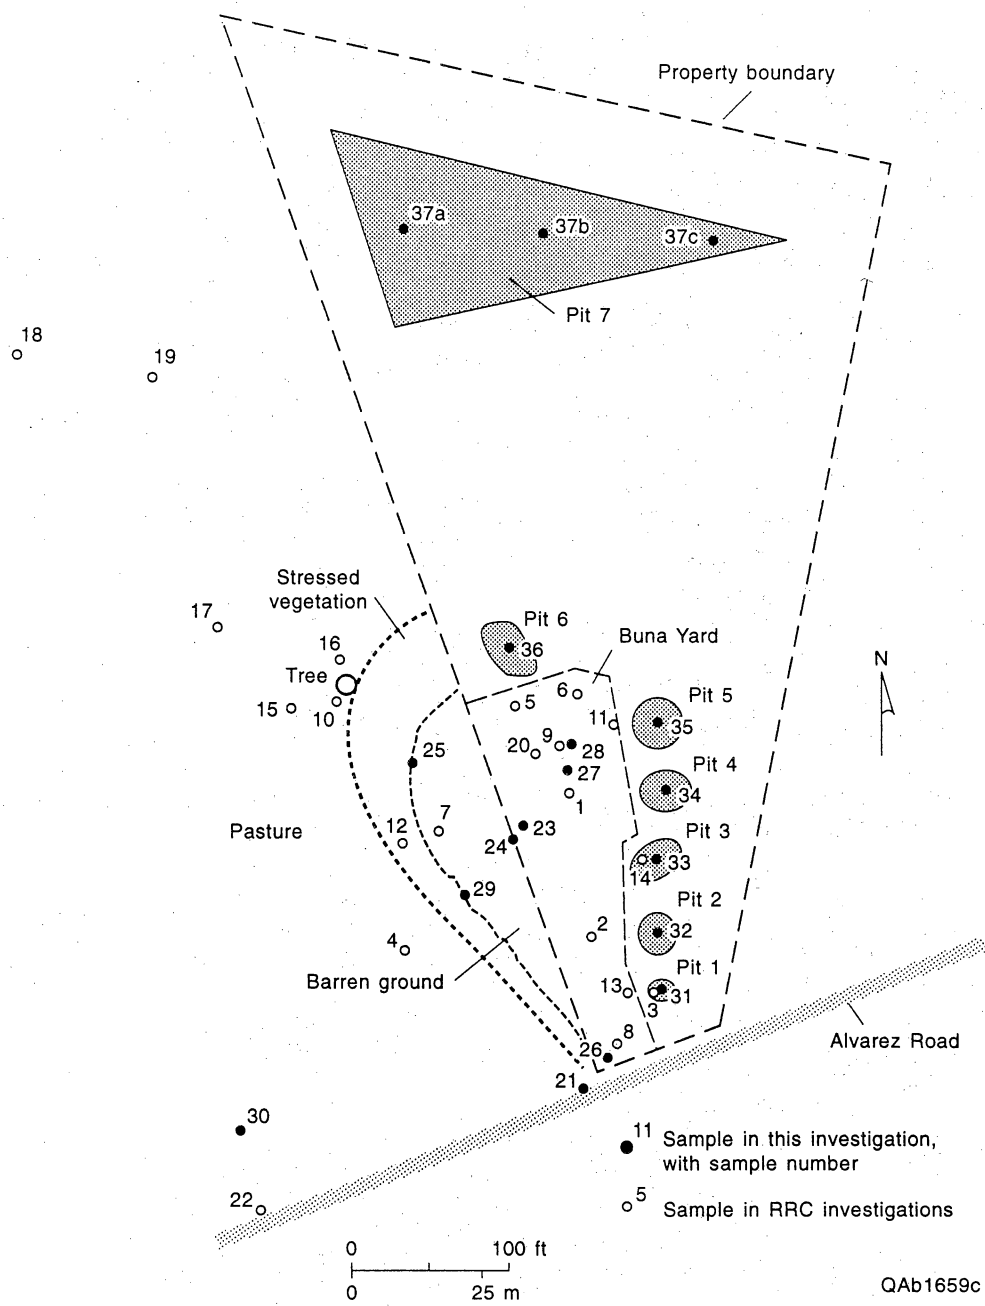 Property boundary
37a
37b
37c
Pit 7
18
19
Stressed
vegetation
17
16
Tree
15
10
Pit 6
36
Buna Yard
N
6
5
11
Pit 5
35
9
20
28
25
27
1
Pit 4
34
Pasture
12
7
23
24
Pit 3
33
14
29
Pit 2
32
2
4
Barren ground
Pit 1
13
3
31
8
26
21
Alvarez Road
30
22
11 Sample in this investigation,
with sample number
5 Sample in RRC investigations
0 100 ft
0 25 m
QAb1659c